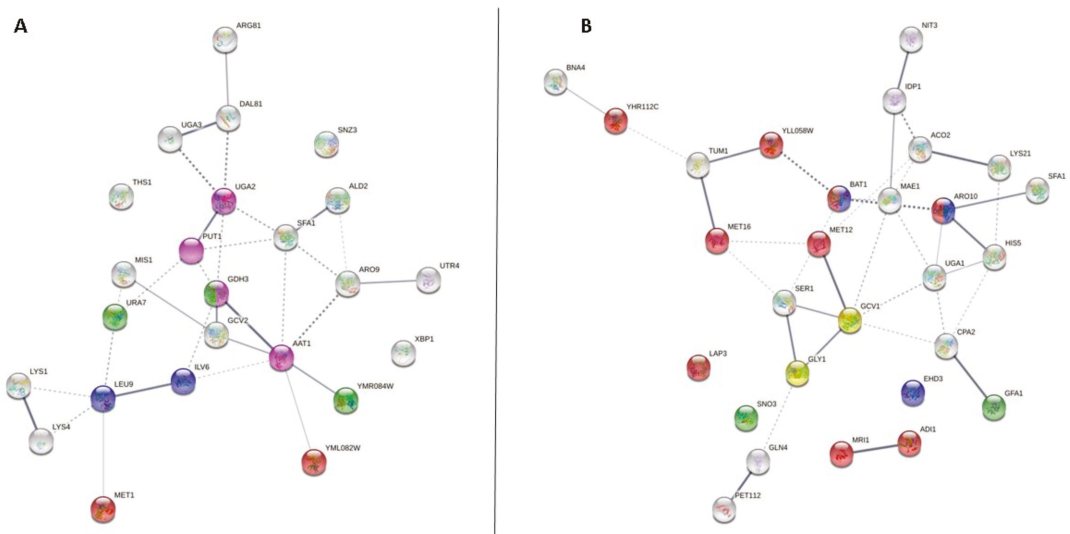 A
ARG81
DAL81
UGA3
SNZ3
THS1
UGA2
ALD2
SFA1
PUT1
MIS1
ARO9
UTR4
GDH3
URA7
GCV2
AAT1
XBP1
LYS1
LEU9
ILV6
YMR084W
LYS4
YML082W
MET1
B
NIT3
BNA4
IDP1
YHR112C
YLL058W
ACO2
TUM1
LYS21
BAT1
MAE1
ARO10
SFA1
MET16
MET12
HIS5
UGA1
SER1
GCV1
CPA2
LAP3
GLY1
EHD3
GFA1
SNO3
MRI1
ADI1
GLN4
PET112